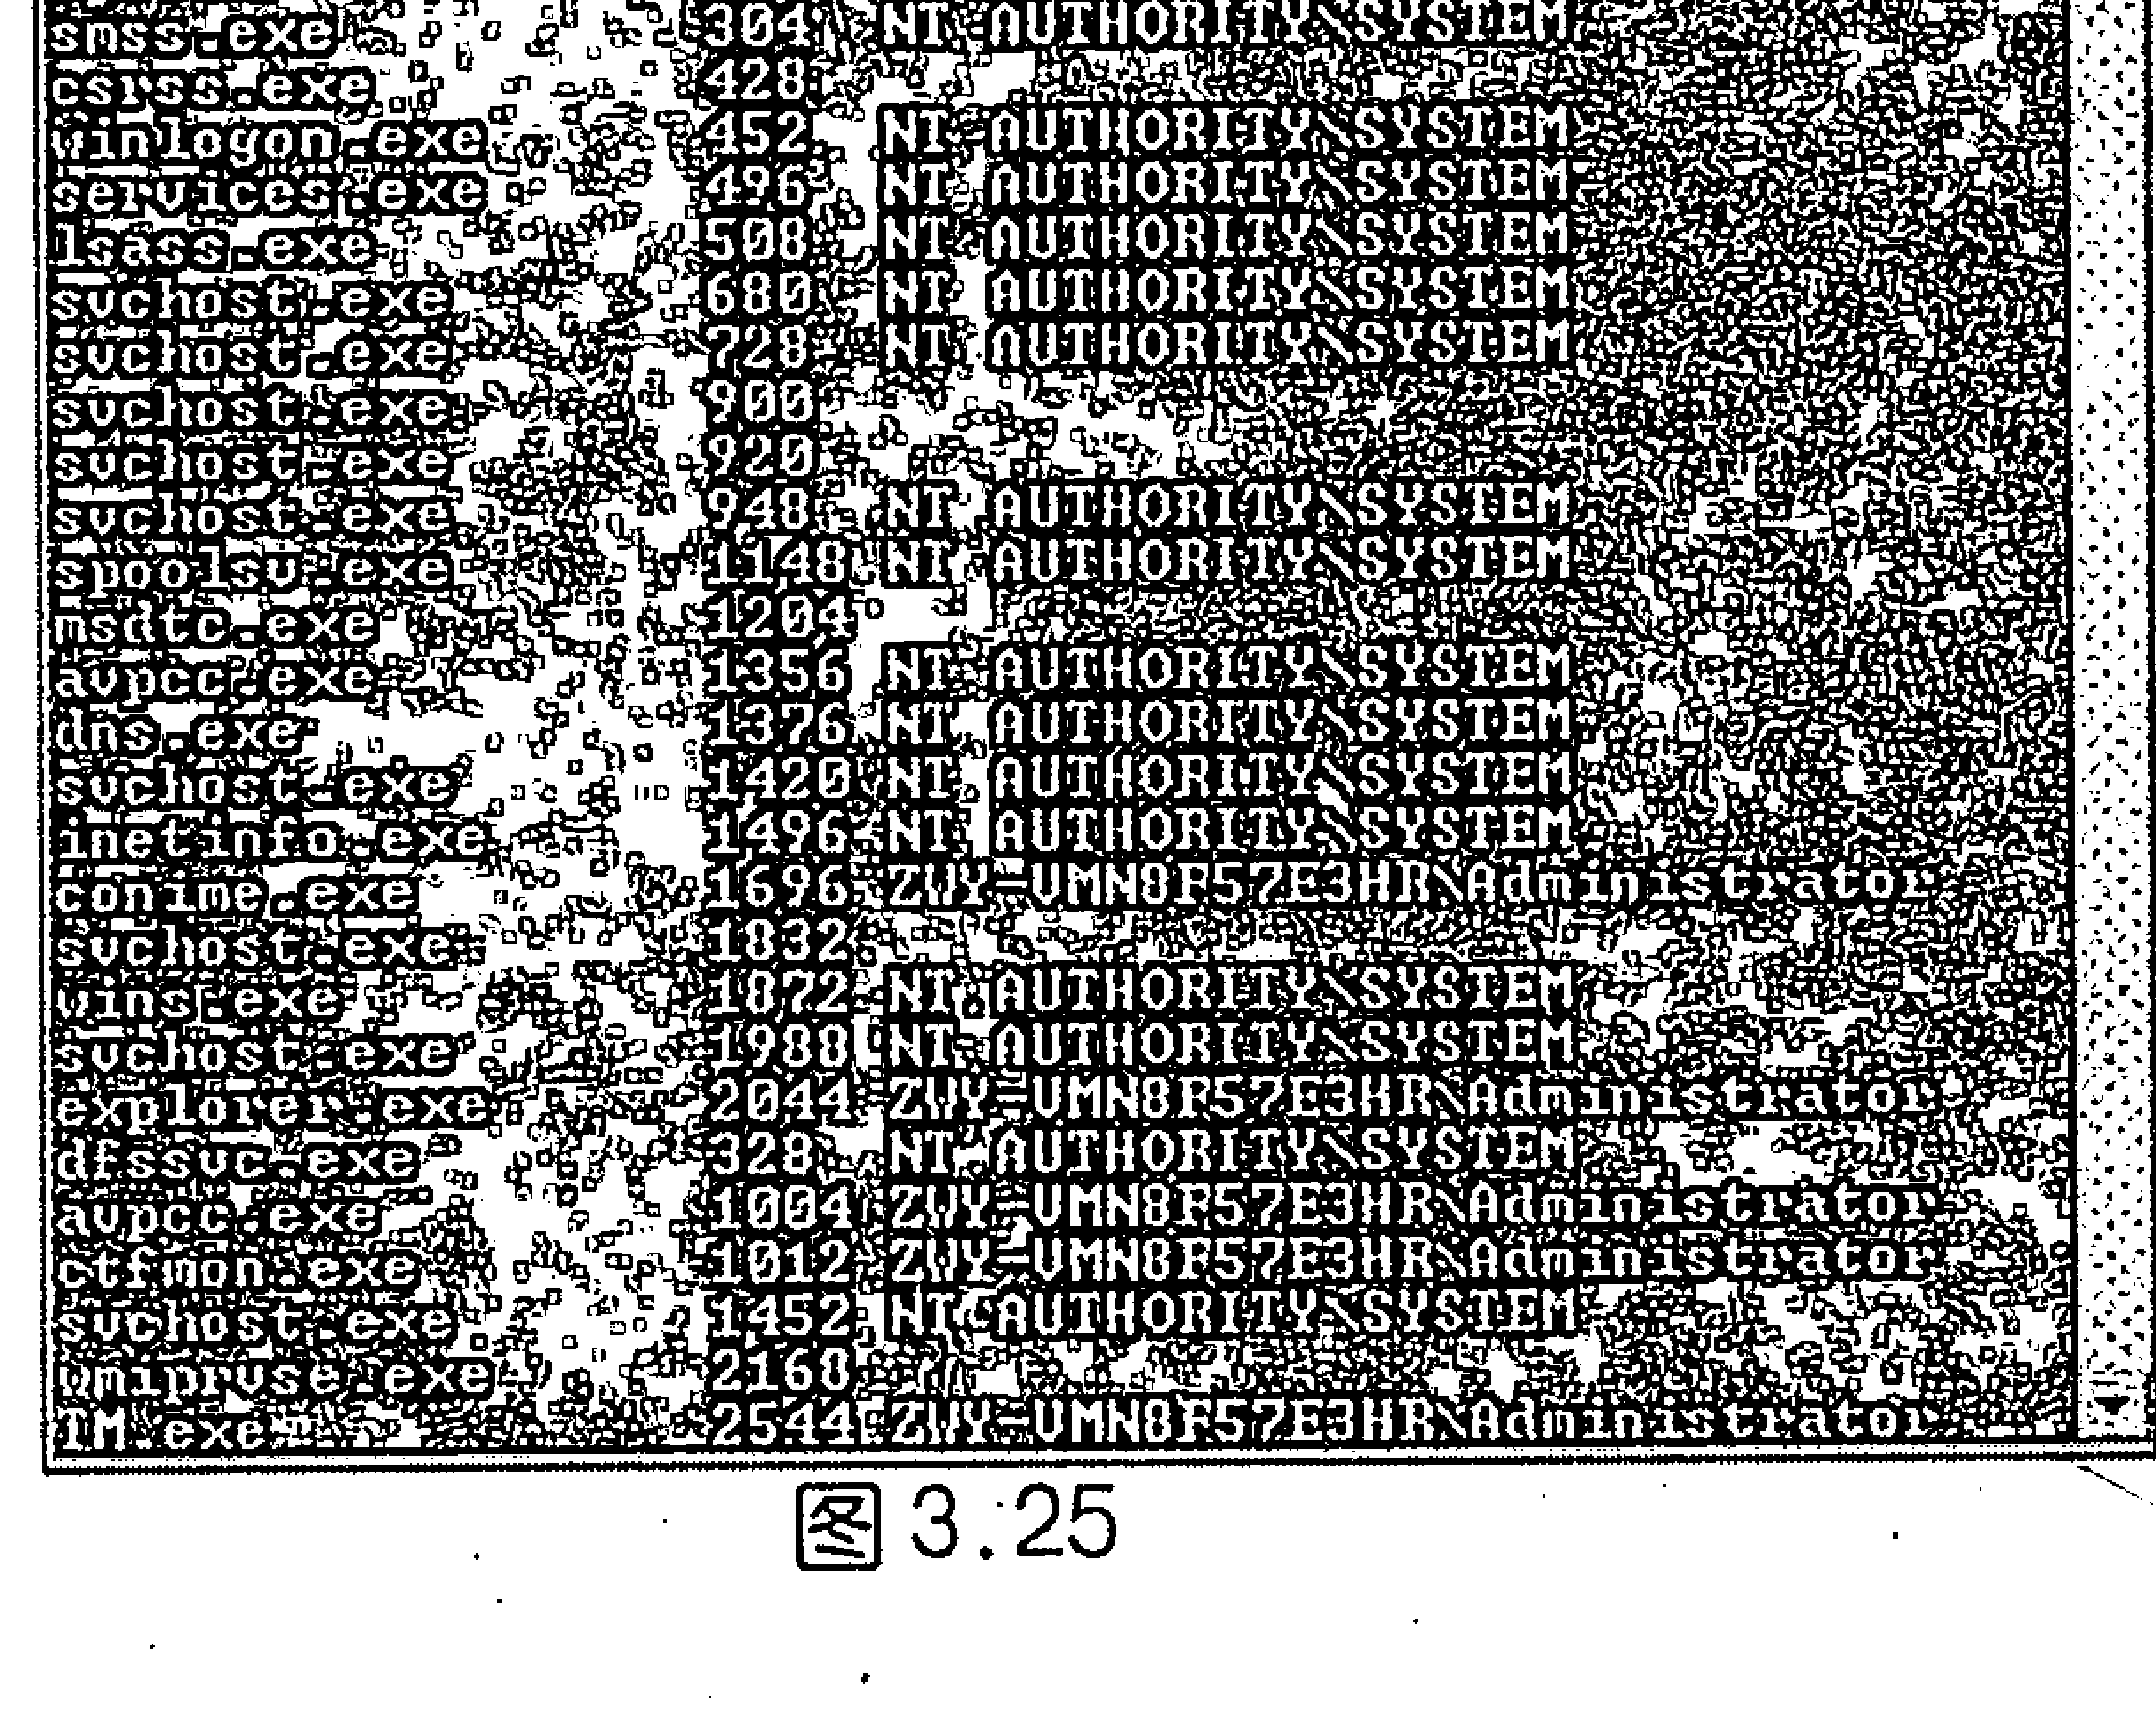 smss.exe 304 NT AUTHORITY\SYSTEM
csrss.exe 428
winlogon.exe 452 NT AUTHORITY\SYSTEM
services.exe 496 NT AUTHORITY\SYSTEM
lsass.exe 508 NT AUTHORITY\SYSTEM
svchost.exe 680 NT AUTHORITY\SYSTEM
svchost.exe 728 NT AUTHORITY\SYSTEM
svchost.exe 900
svchost.exe 920
svchost.exe 948 NT AUTHORITY\SYSTEM
spoolsv.exe 1148 NT AUTHORITY\SYSTEM
msdtc.exe 1204
avpcc.exe 1356 NT AUTHORITY\SYSTEM
dns.exe 1376 NT AUTHORITY\SYSTEM
svchost.exe 1420 NT AUTHORITY\SYSTEM
inetinfo.exe 1496 NT AUTHORITY\SYSTEM
conime.exe 1696 ZWY-VMN8F57E3HR\Administrator
svchost.exe 1832
wins.exe 1872 NT AUTHORITY\SYSTEM
svchost.exe 1988 NT AUTHORITY\SYSTEM
explorer.exe 2044 ZWY-VMN8F57E3HR\Administrator
dfssvc.exe 328 NT AUTHORITY\SYSTEM
avpcc.exe 1004 ZWY-VMN8F57E3HR\Administrator
ctfmon.exe 1012 ZWY-VMN8F57E3HR\Administrator
svchost.exe 1452 NT AUTHORITY\SYSTEM
wmiprvse.exe 2160
TM.exe 2544 ZWY-VMN8F57E3HR\Administrator
图 3.25